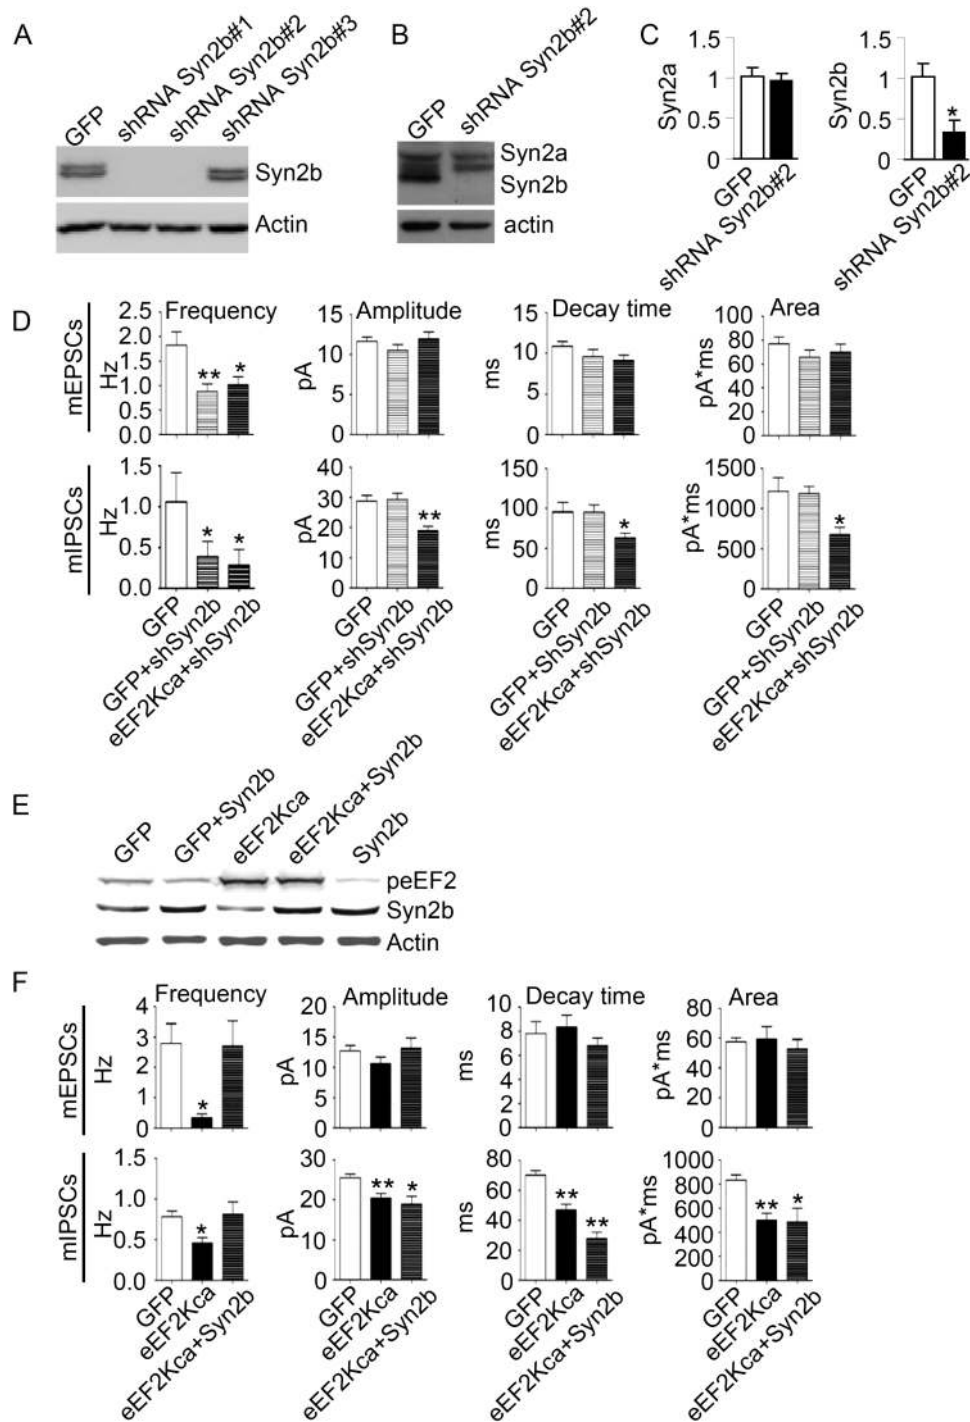 A
GFP
shRNA Syn2b#1
shRNA Syn2b#2
shRNA Syn2b#3
Syn2b
Actin
B
GFP
shRNA Syn2b#2
Syn2a
Syn2b
actin
C
Syn2a
1.5
1
0.5
0
GFP
shRNA Syn2b#2
Syn2b
1.5
1
0.5
0
*
GFP
shRNA Syn2b#2
D
mEPSCs
Frequency
Hz
2.5
2.0
1.5
1.0
0.5
0.0
** *
Amplitude
pA
15
10
5
0
Decay time
ms
15
10
5
0
Area
pA*ms
100
80
60
40
20
0
mIPSCs
Hz
1.5
1.0
0.5
0.0
* *
GFP
GFP+shSyn2b
eEF2Kca+shSyn2b
pA
40
30
20
10
0
**
GFP
GFP+shSyn2b
eEF2Kca+shSyn2b
ms
150
100
50
0
*
GFP
GFP+ShSyn2b
eEF2Kca+shSyn2b
pA*ms
1500
1000
500
0
*
GFP
GFP+ShSyn2b
eEF2Kca+shSyn2b
E
GFP
GFP+Syn2b
eEF2Kca
eEF2Kca+Syn2b
Syn2b
peEF2
Syn2b
Actin
F
mEPSCs
Frequency
Hz
4
3
2
1
0
*
Amplitude
pA
20
15
10
5
0
Decay time
ms
10
8
6
4
2
0
Area
pA*ms
80
60
40
20
0
mIPSCs
Hz
1.5
1.0
0.5
0.0
*
GFP
eEF2Kca
eEF2Kca+Syn2b
pA
30
20
10
0
** *
GFP
eEF2Kca
eEF2Kca+Syn2b
ms
80
60
40
20
0
** **
GFP
eEF2Kca
eEF2Kca+Syn2b
pA*ms
1000
800
600
400
200
0
** *
GFP
eEF2Kca
eEF2Kca+Syn2b